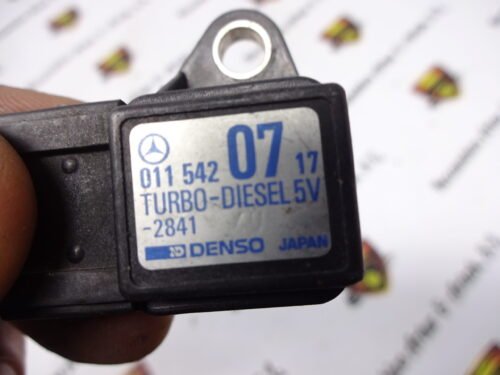 011 542 07 17
TURBO-DIESEL 5V
-2841
DENSO JAPAN